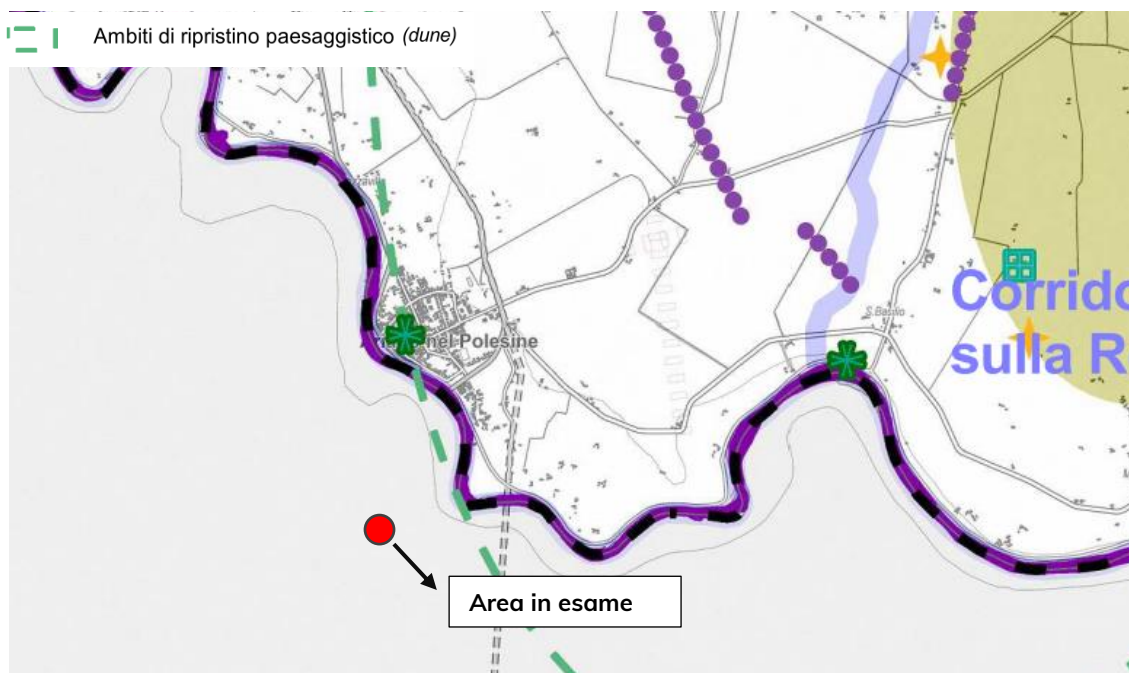 Ambiti di ripristino paesaggistico (dune)
nel Polesine
S.Basilio
Corrido
sulla R
Area in esame